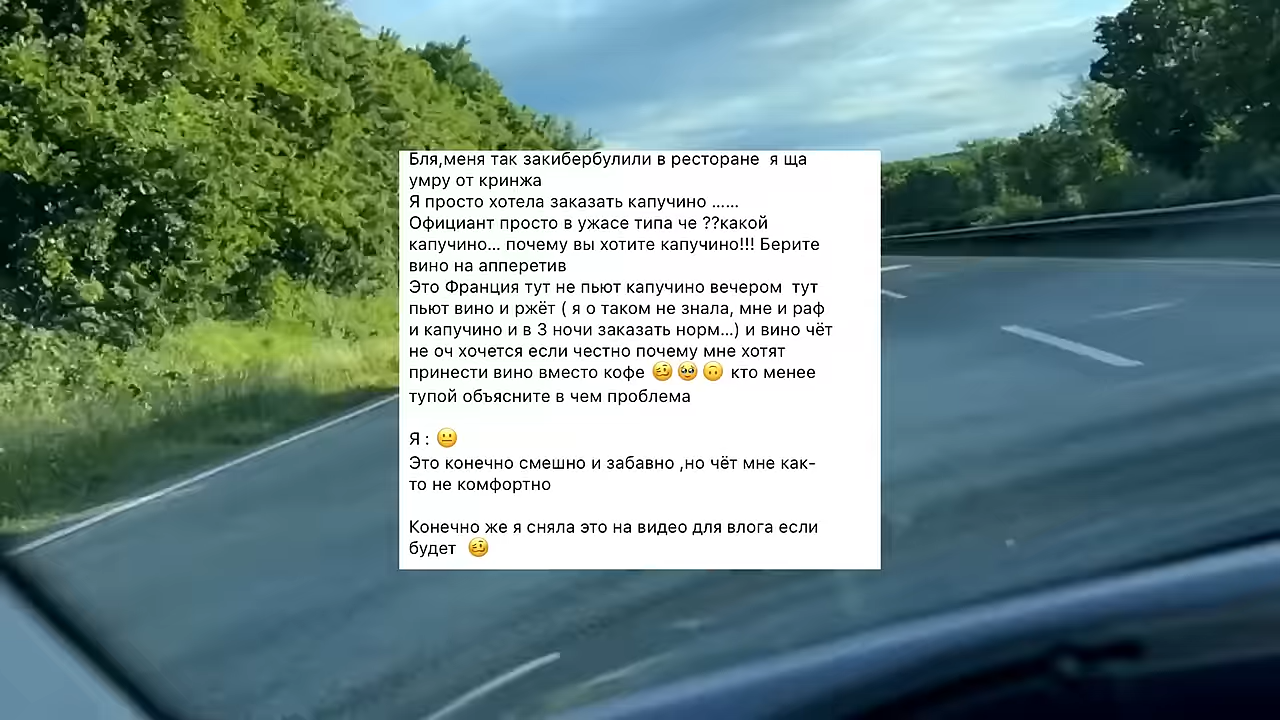 Бля,меня так закибербулили в ресторане  я ща
умру от кринжа
Я просто хотела заказать капучино ……
Официант просто в ужасе типа че ??какой
капучино… почему вы хотите капучино!!! Берите
вино на апперетив
Это Франция тут не пьют капучино вечером  тут
пьют вино и ржёт ( я о таком не знала, мне и раф
и капучино и в 3 ночи заказать норм…) и вино чёт
не оч хочется если честно почему мне хотят
принести вино вместо кофе 🥴 🥹 🙃 кто менее
тупой объясните в чем проблема
Я : 😐
Это конечно смешно и забавно ,но чёт мне как-
то не комфортно
Конечно же я сняла это на видео для влога если
будет  🥴